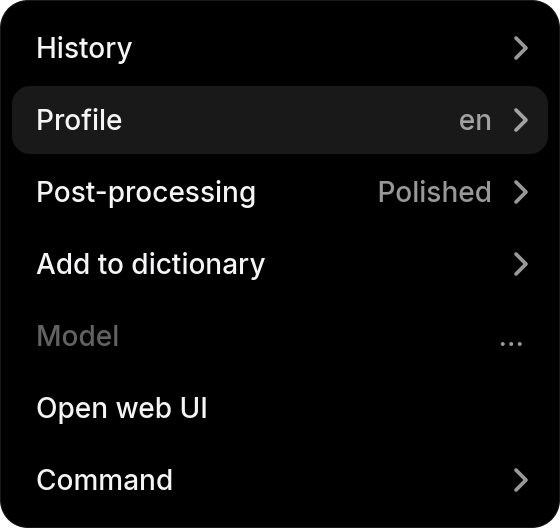 History
Profile en
Post-processing Polished
Add to dictionary
Model ...
Open web UI
Command